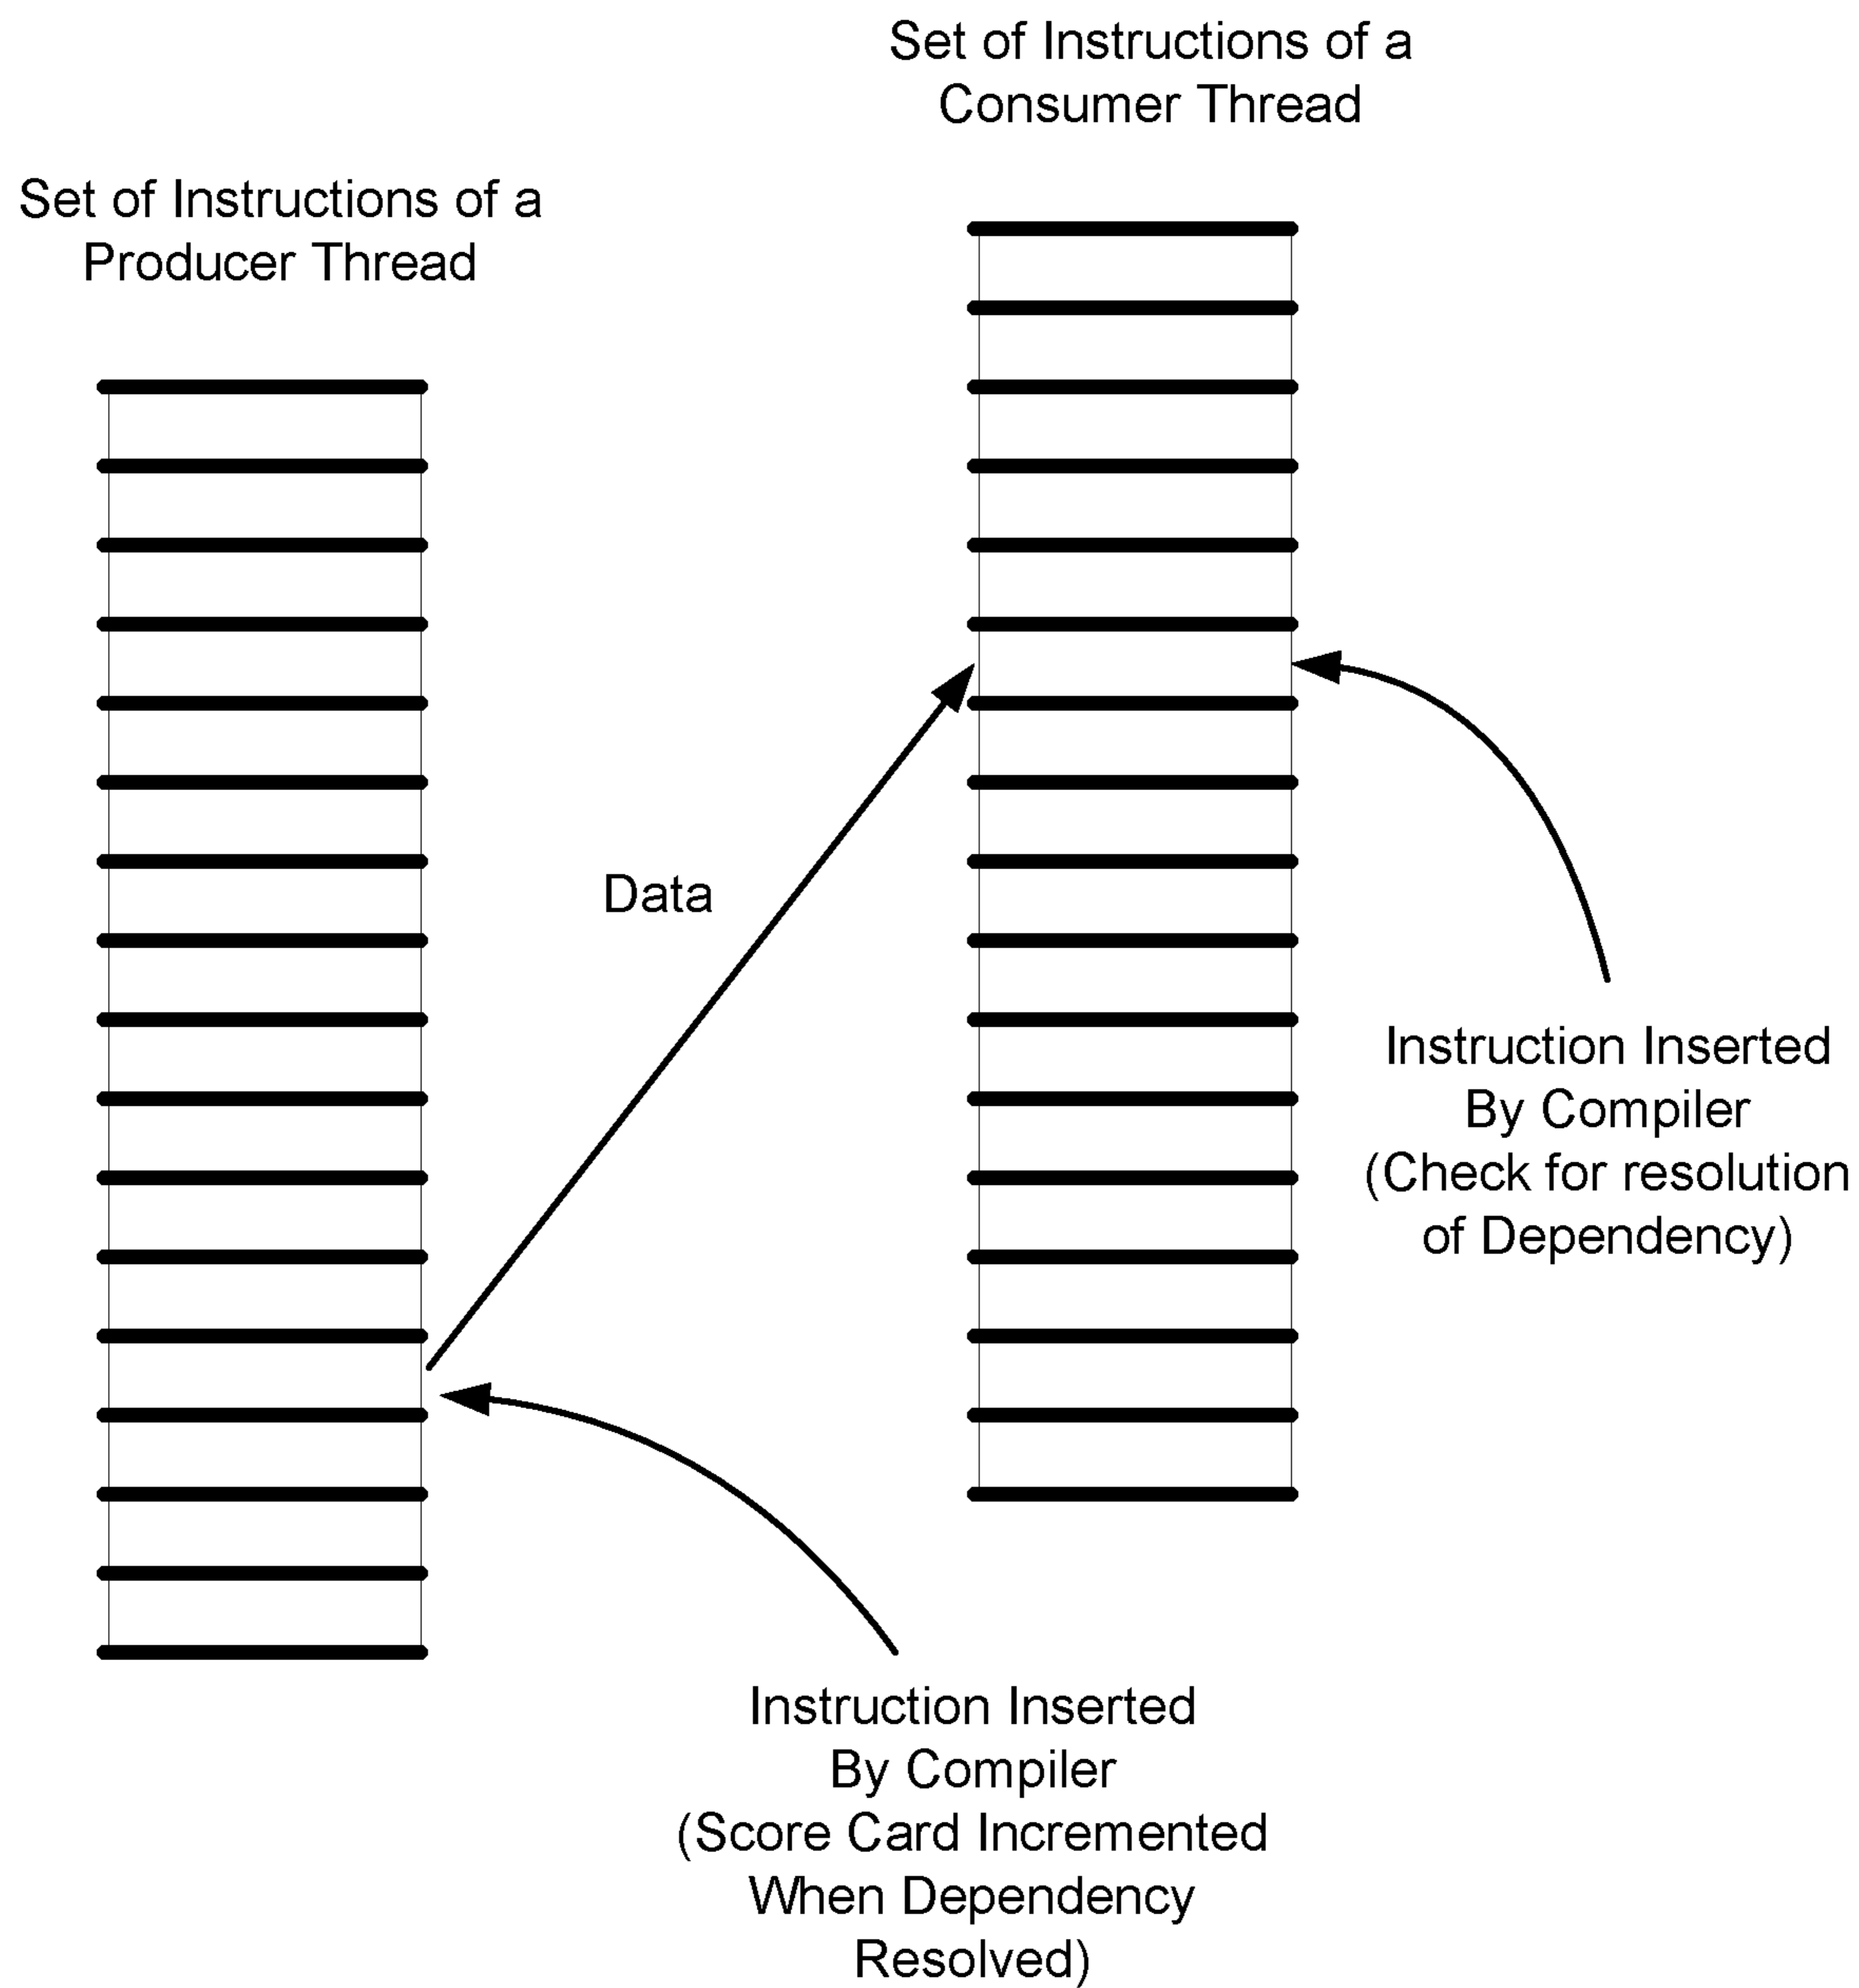 Set of Instructions of a
Consumer Thread
Set of Instructions of a
Producer Thread
Data
Instruction Inserted
By Compiler
(Check for resolution
of Dependency)
Instruction Inserted
By Compiler
(Score Card Incremented
When Dependency
Resolved)